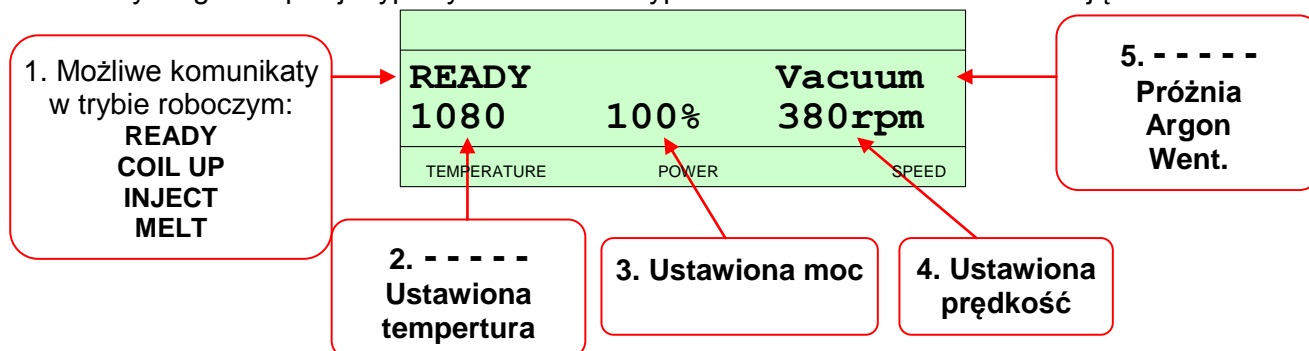 1. Możliwe komunikaty
w trybie roboczym:
READY
COIL UP
INJECT
MELT
READY Vacuum
1080 100% 380rpm
TEMPERATURE POWER SPEED
5. - - - - -
Próżnia
Argon
Went.
2. - - - - -
Ustawiona
tempertura
3. Ustawiona moc
4. Ustawiona
prędkość